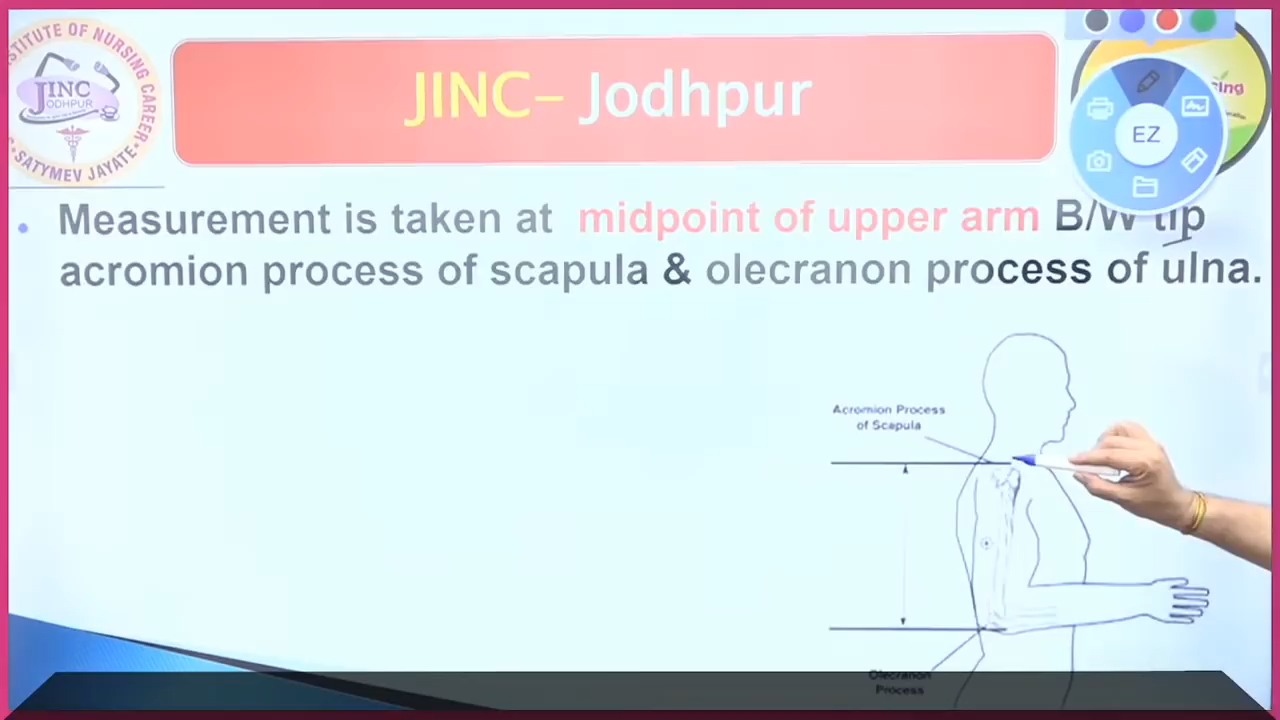 STITUTE OF NURSING CAREER
JINC
JODHPUR
SATYMEV JAYATE
JINC– Jodhpur
EZ
• Measurement is taken at midpoint of upper arm B/W tip
acromion process of scapula & olecranon process of ulna.
Acromion Process
of Scapula
Olecranon
Process